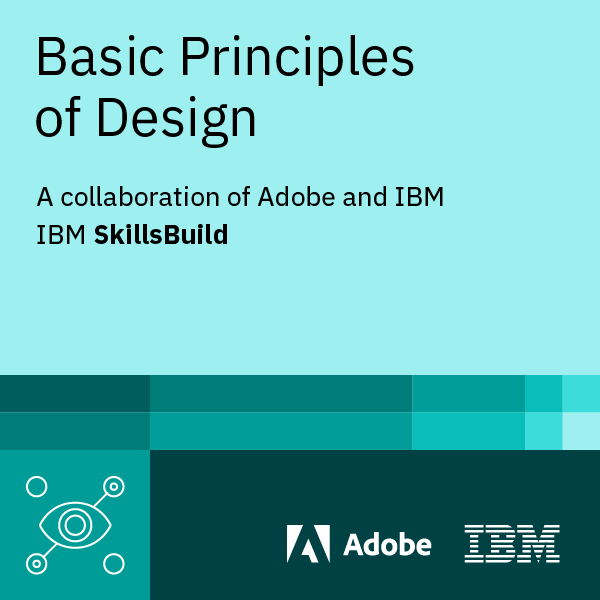 Basic Principles
of Design
A collaboration of Adobe and IBM
IBM SkillsBuild
Adobe IBM